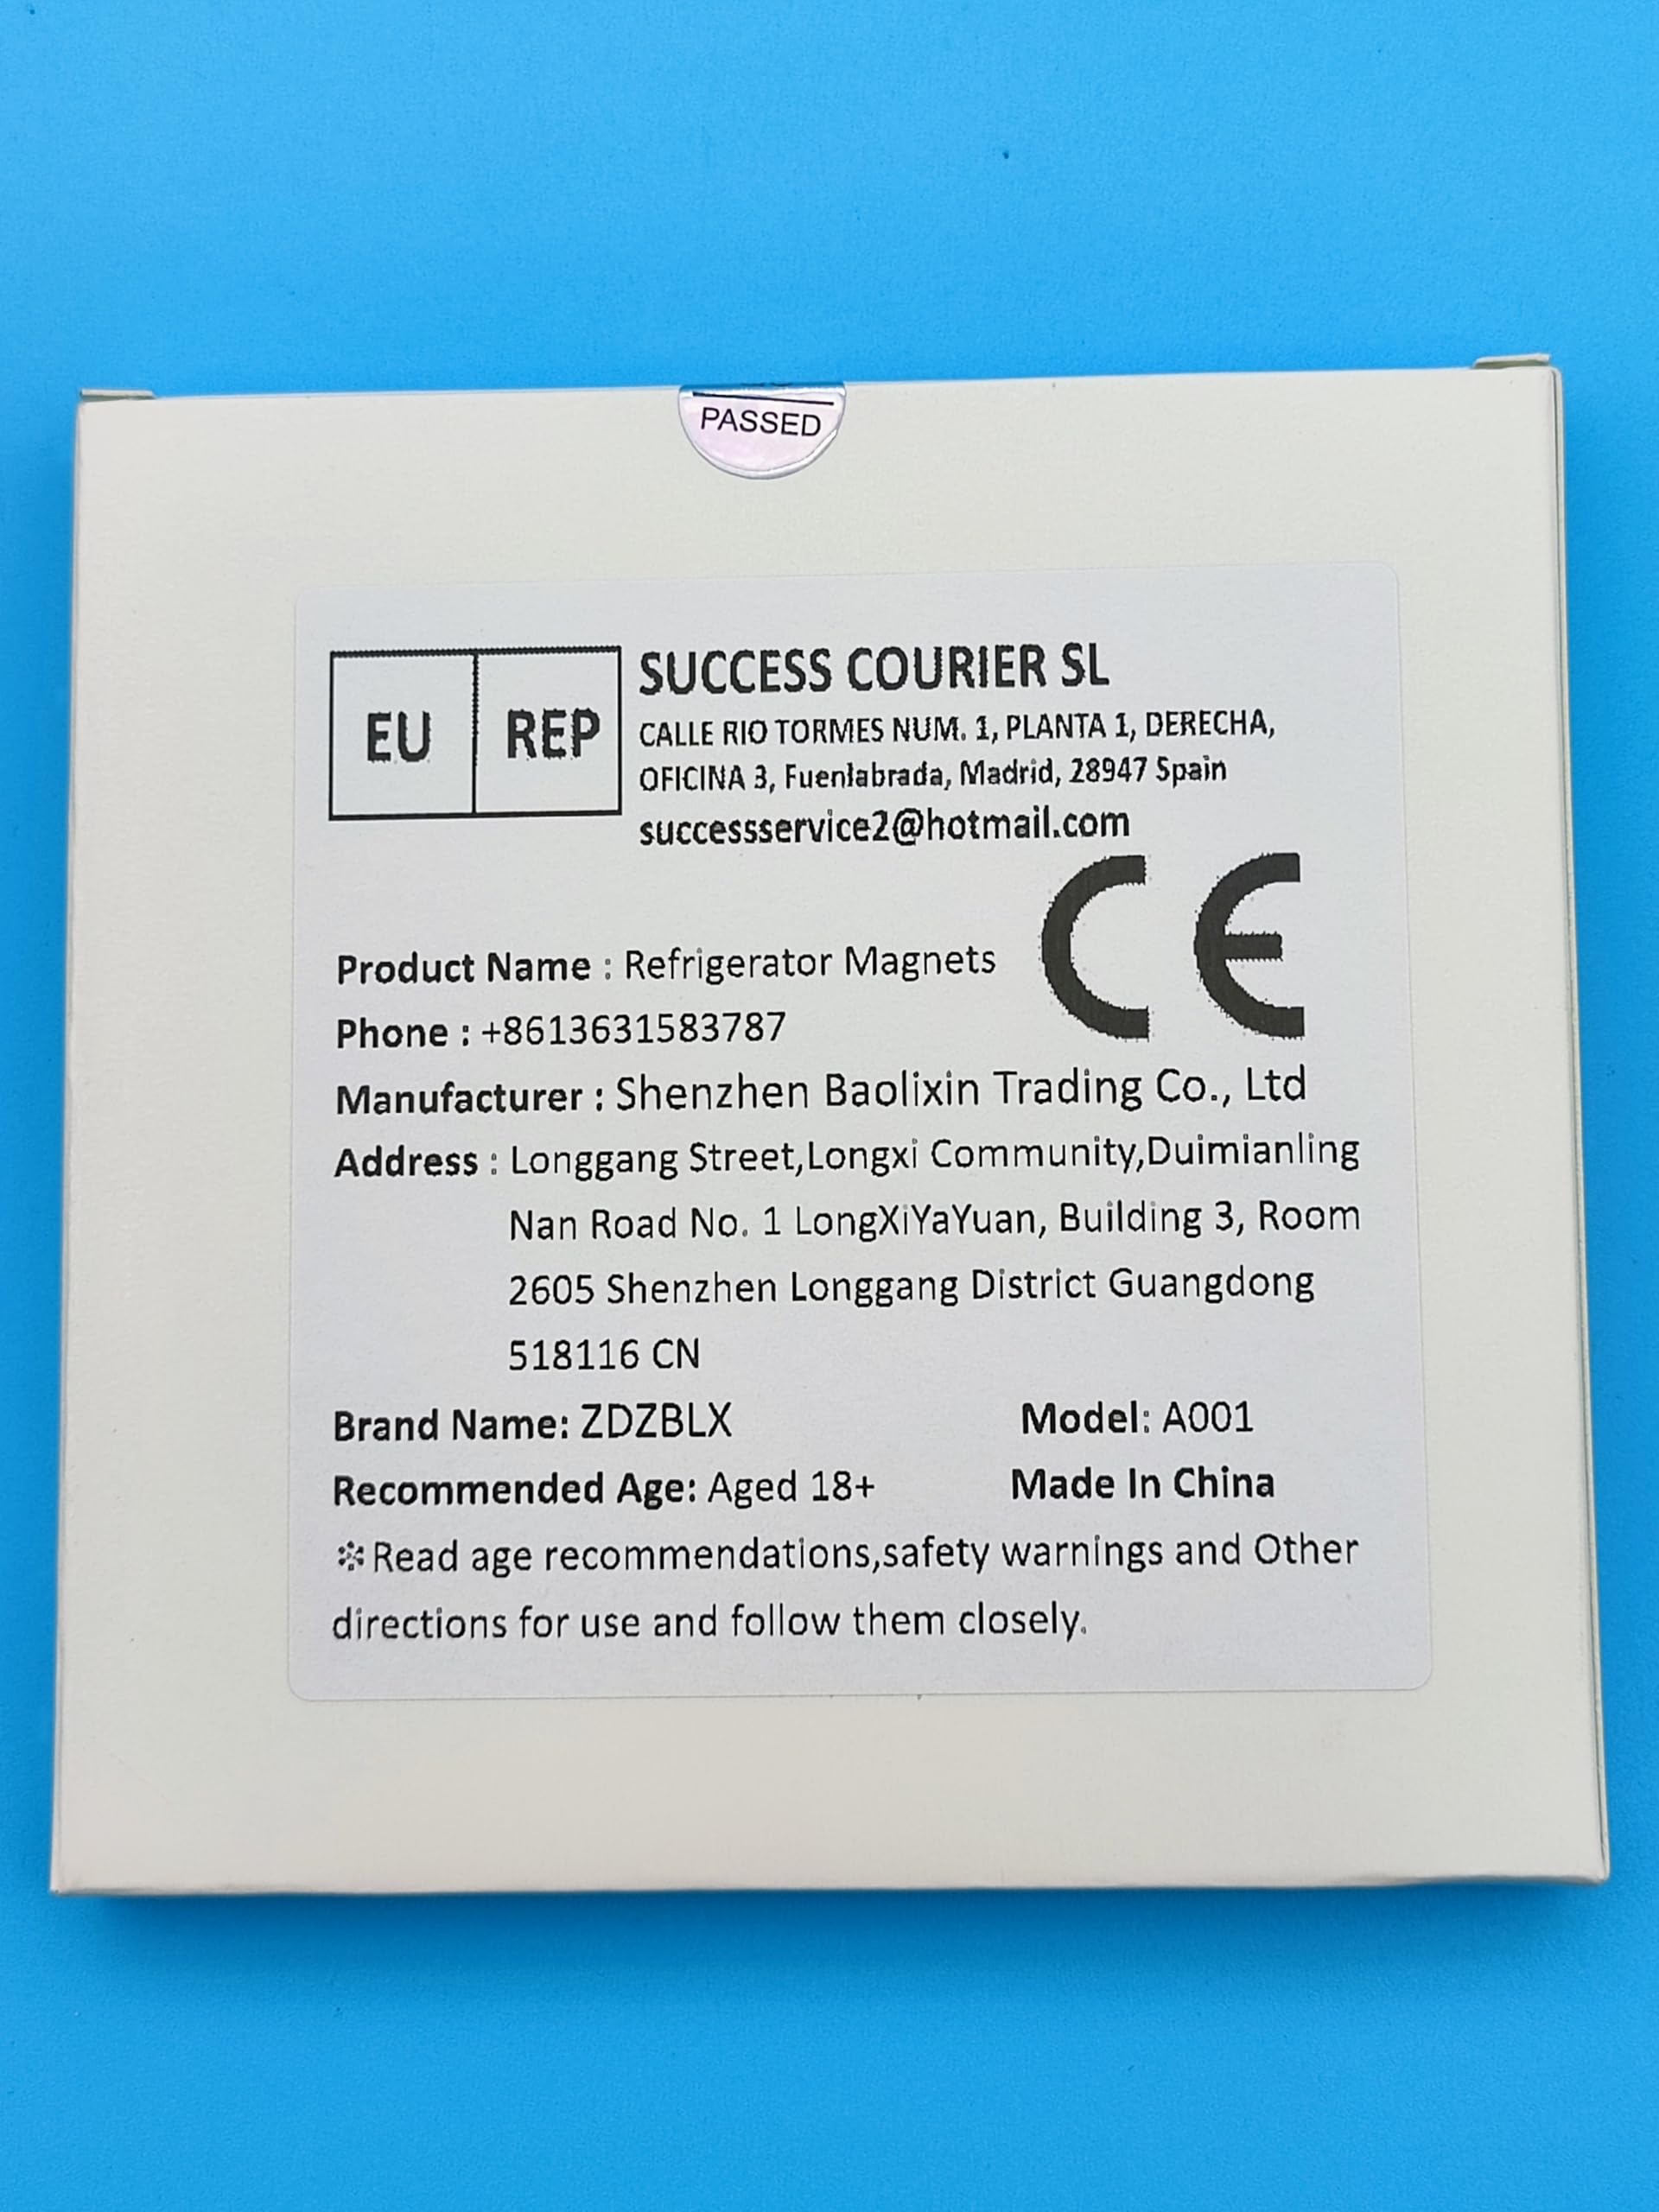 PASSED
EU REP
SUCCESS COURIER SL
CALLE RIO TORMES NUM. 1, PLANTA 1, DERECHA,
OFICINA 3, Fuenlabrada, Madrid, 28947 Spain
successservice2@hotmail.com
CE
Product Name : Refrigerator Magnets
Phone : +8613631583787
Manufacturer : Shenzhen Baolixin Trading Co., Ltd
Address : Longgang Street,Longxi Community,Duimianling
Nan Road No. 1 LongXiYaYuan, Building 3, Room
2605 Shenzhen Longgang District Guangdong
518116 CN
Brand Name: ZDZBLX Model: A001
Recommended Age: Aged 18+ Made In China
※Read age recommendations,safety warnings and Other
directions for use and follow them closely.